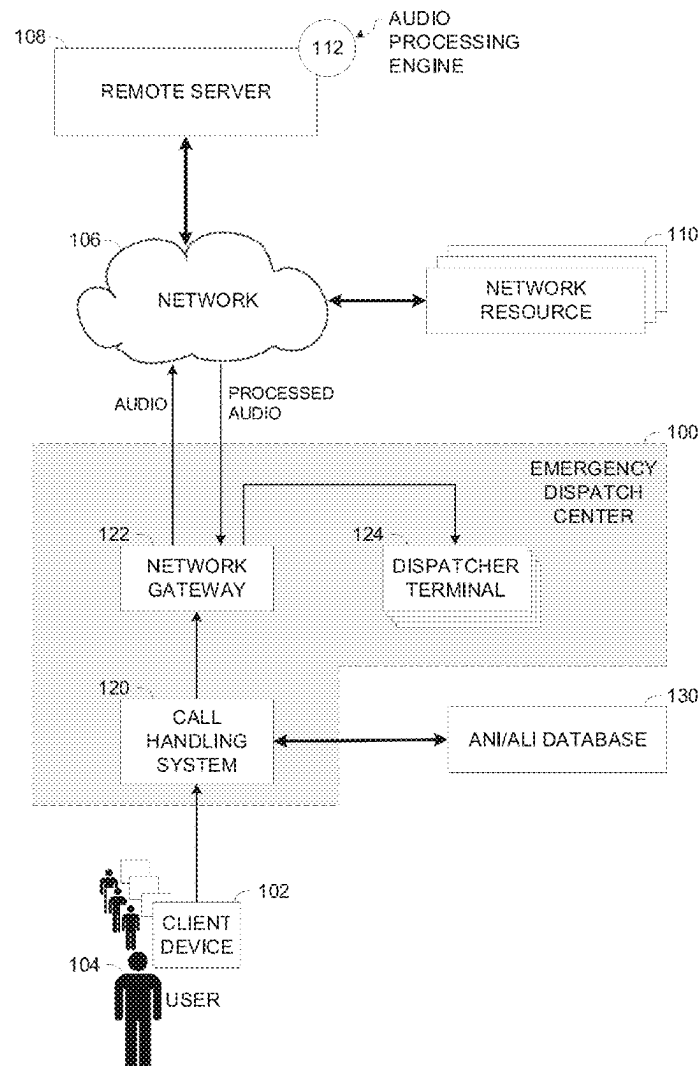 108
112
AUDIO
PROCESSING
ENGINE
REMOTE SERVER
106
NETWORK
110
NETWORK
RESOURCE
AUDIO
PROCESSED
AUDIO
100
EMERGENCY
DISPATCH
CENTER
122
NETWORK
GATEWAY
124
DISPATCHER
TERMINAL
120
CALL
HANDLING
SYSTEM
130
ANI/ALI DATABASE
102
CLIENT
DEVICE
104
USER